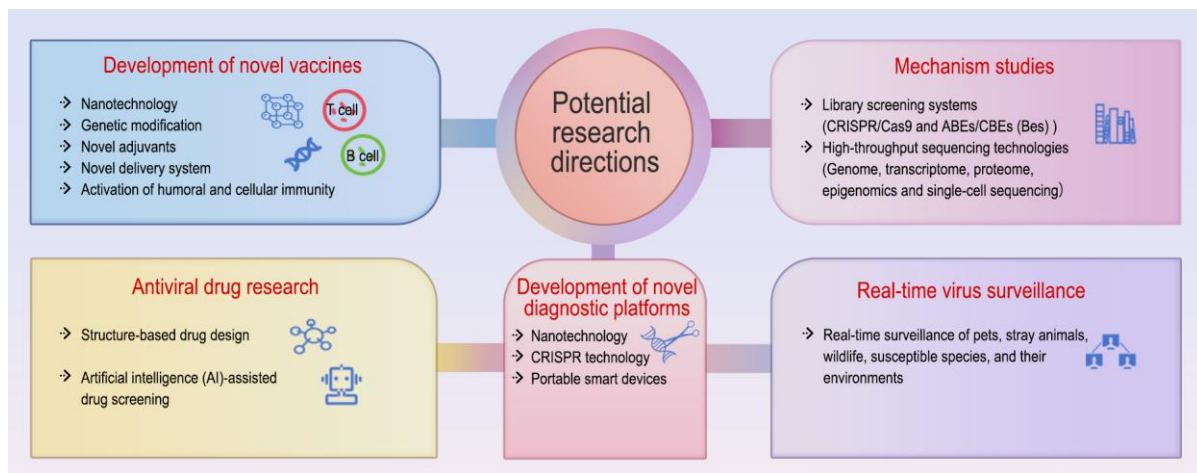 Development of novel vaccines
Nanotechnology
Genetic modification
Novel adjuvants
Novel delivery system
Activation of humoral and cellular immunity
T cell
B cell
Potential
research
directions
Mechanism studies
Library screening systems
(CRISPR/Cas9 and ABEs/CBEs (Bes) )
High-throughput sequencing technologies
(Genome, transcriptome, proteome,
epigenomics and single-cell sequencing)
Antiviral drug research
Structure-based drug design
Artificial intelligence (AI)-assisted
drug screening
Development of novel
diagnostic platforms
Nanotechnology
CRISPR technology
Portable smart devices
Real-time virus surveillance
Real-time surveillance of pets, stray animals,
wildlife, susceptible species, and their
environments